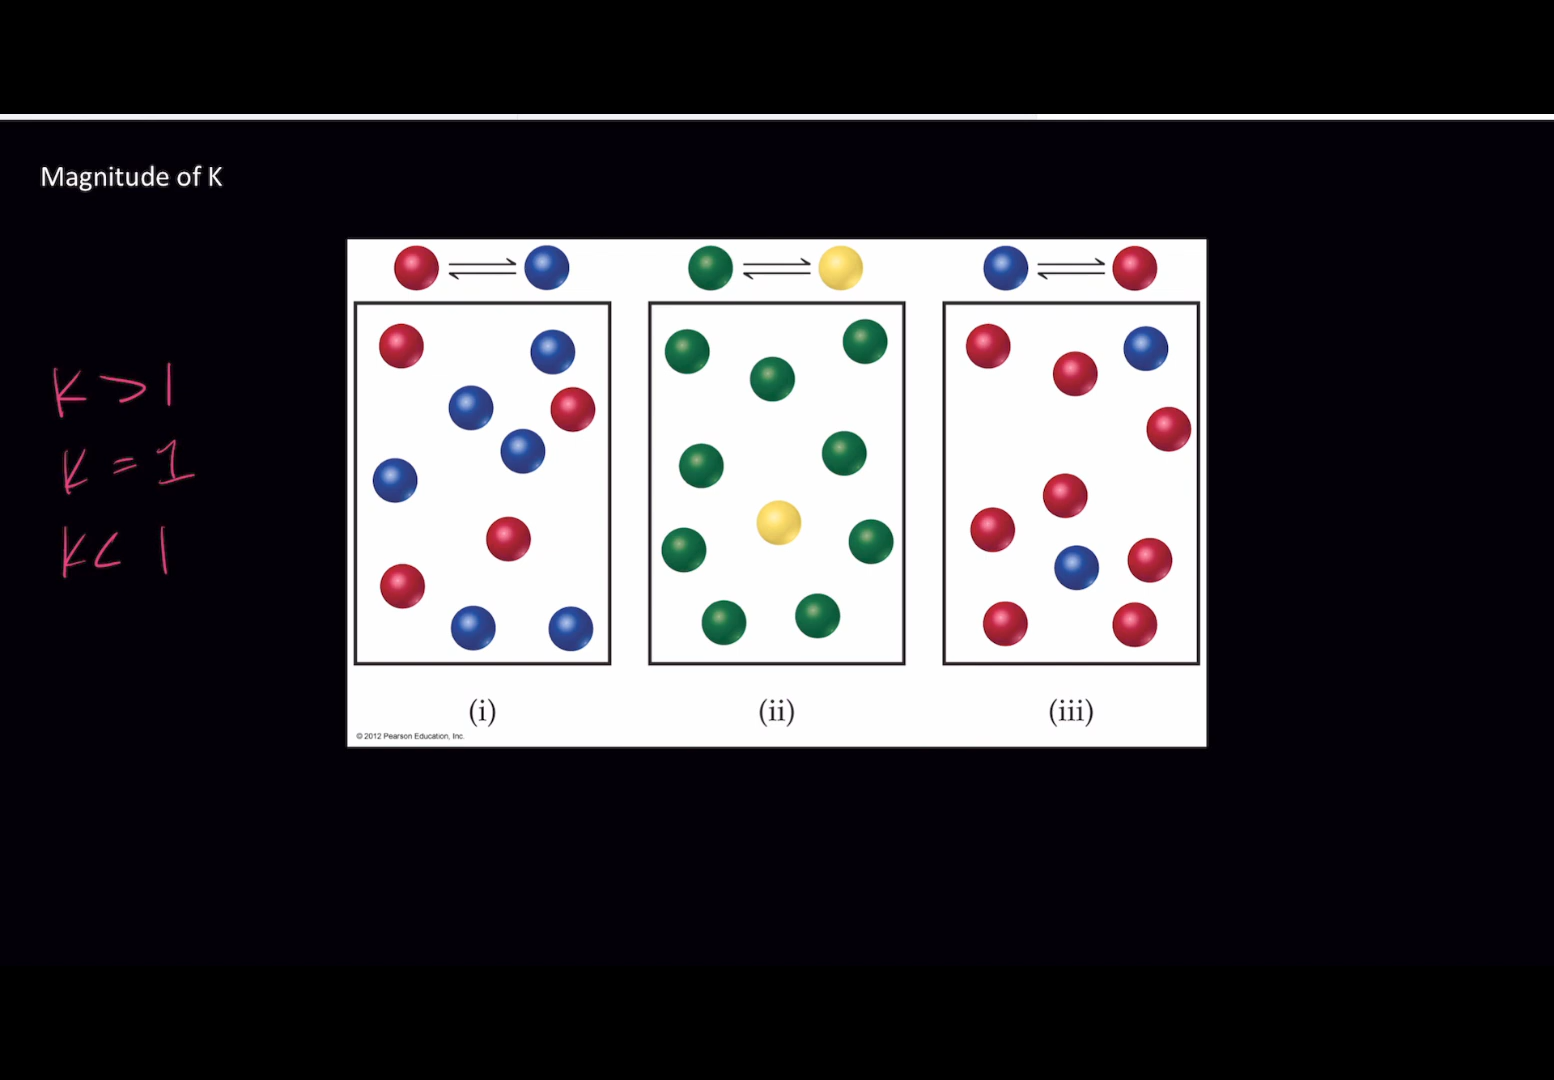 Magnitude of K
K > 1
K = 1
K < 1
(i)
(ii)
(iii)
© 2012 Pearson Education, Inc.